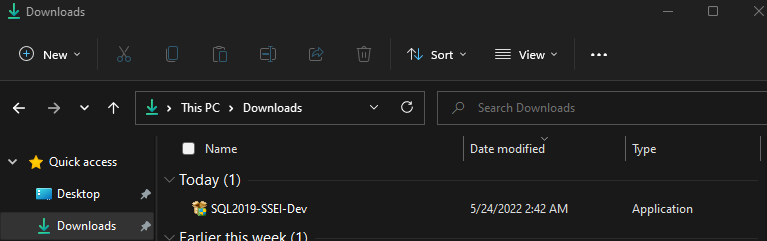 Downloads
New
Sort
View
This PC > Downloads
Search Downloads
Name Date modified Type
Quick access
Today (1)
Desktop
SQL2019-SSEI-Dev 5/24/2022 2:42 AM Application
Downloads
Earlier this week (1)